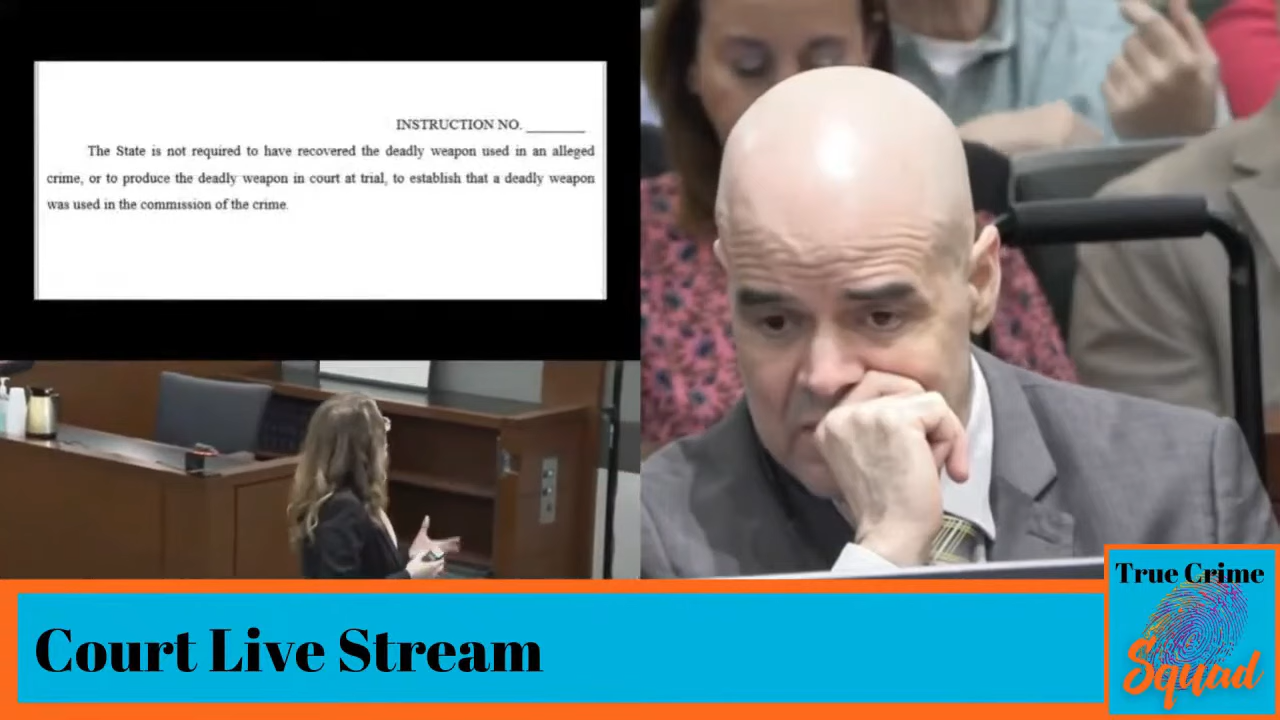 INSTRUCTION NO. _______
The State is not required to have recovered the deadly weapon used in an alleged
crime, or to produce the deadly weapon in court at trial, to establish that a deadly weapon
was used in the commission of the crime.
Court Live Stream
True Crime
Squad